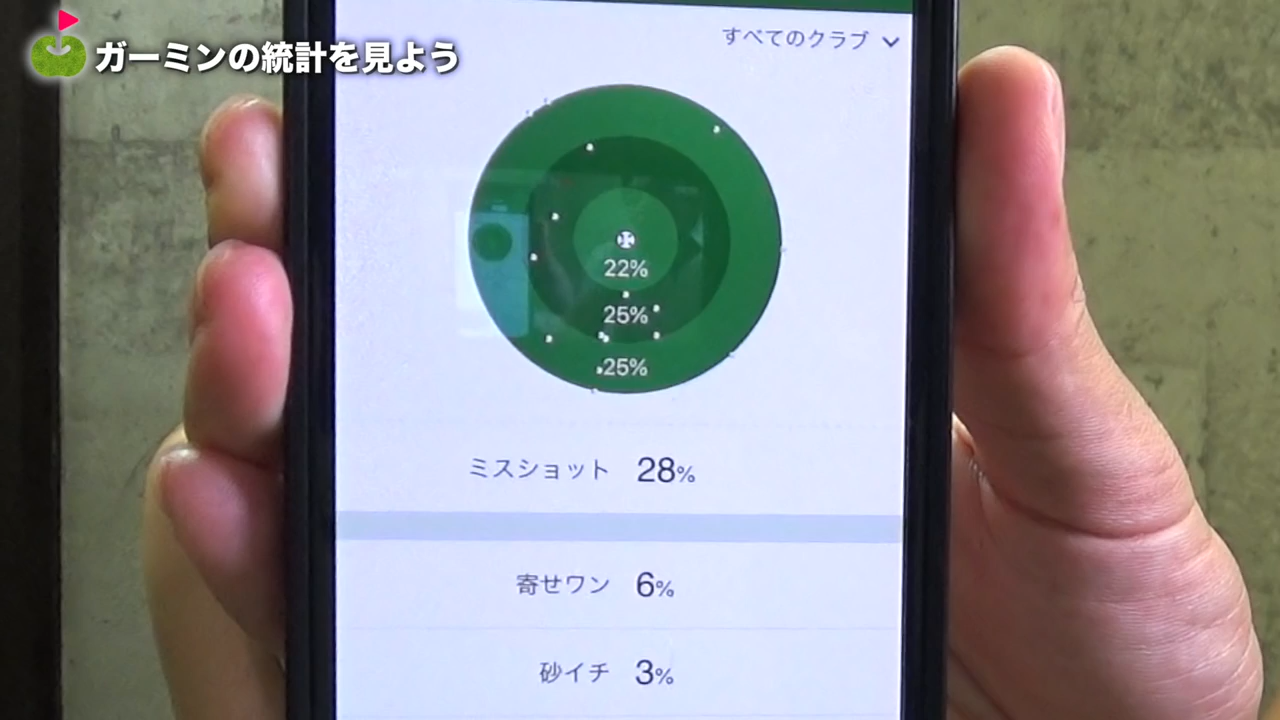 ガーミンの統計を見よう
すべてのクラブ
22%
25%
25%
ミスショット 28%
寄せワン 6%
砂イチ 3%